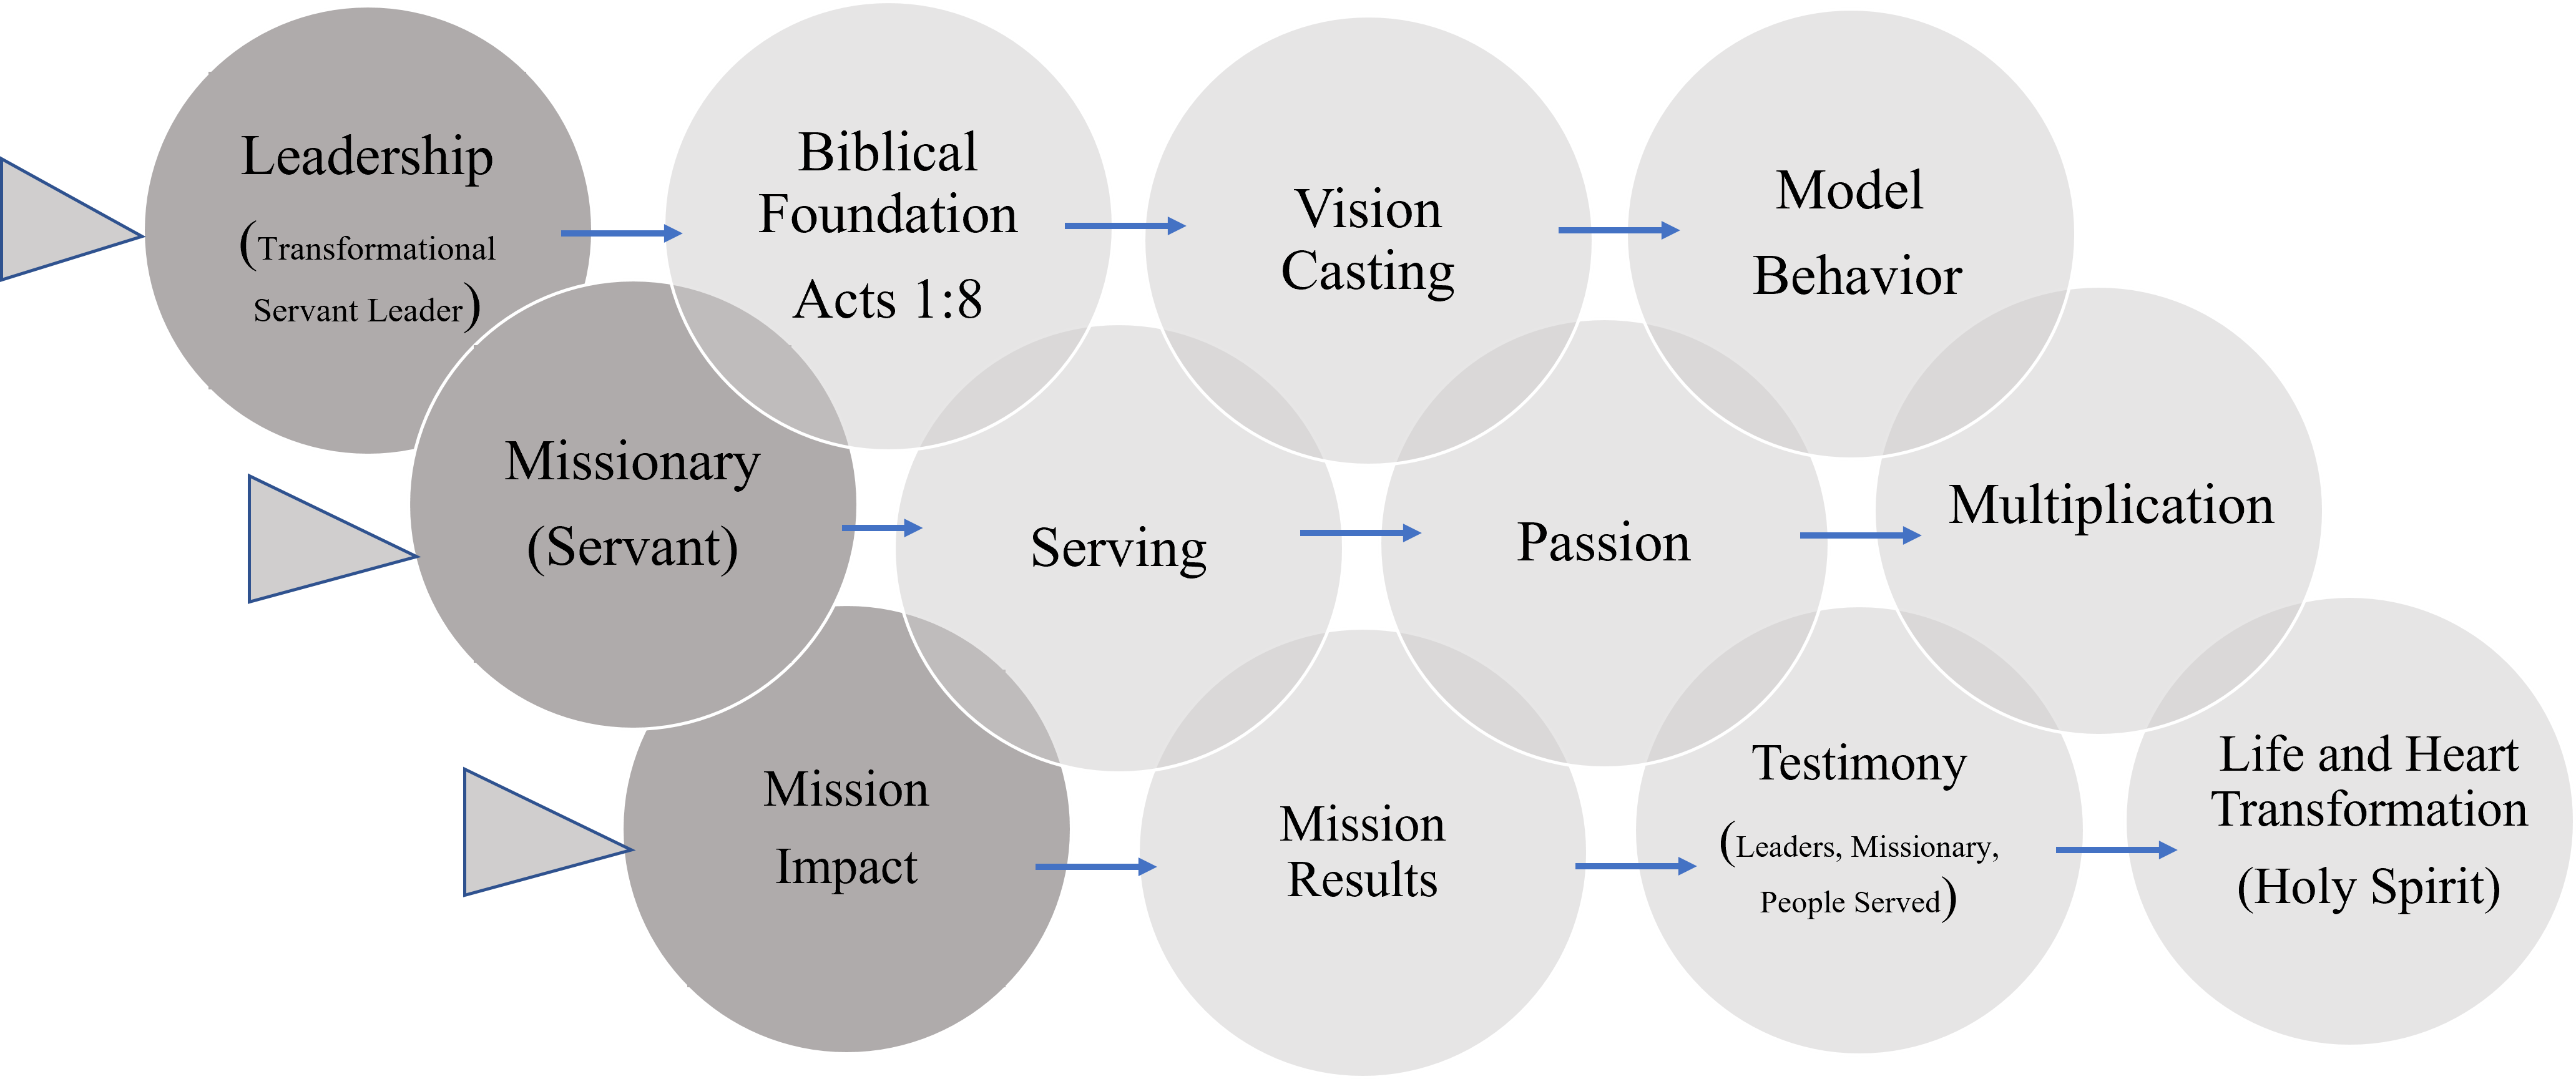 Leadership
(Transformational
Servant Leader)
Biblical
Foundation
Acts 1:8
Vision
Casting
Model
Behavior
Missionary
(Servant)
Serving
Passion
Multiplication
Mission
Impact
Mission
Results
Testimony
(Leaders, Missionary,
People Served)
Life and Heart
Transformation
(Holy Spirit)